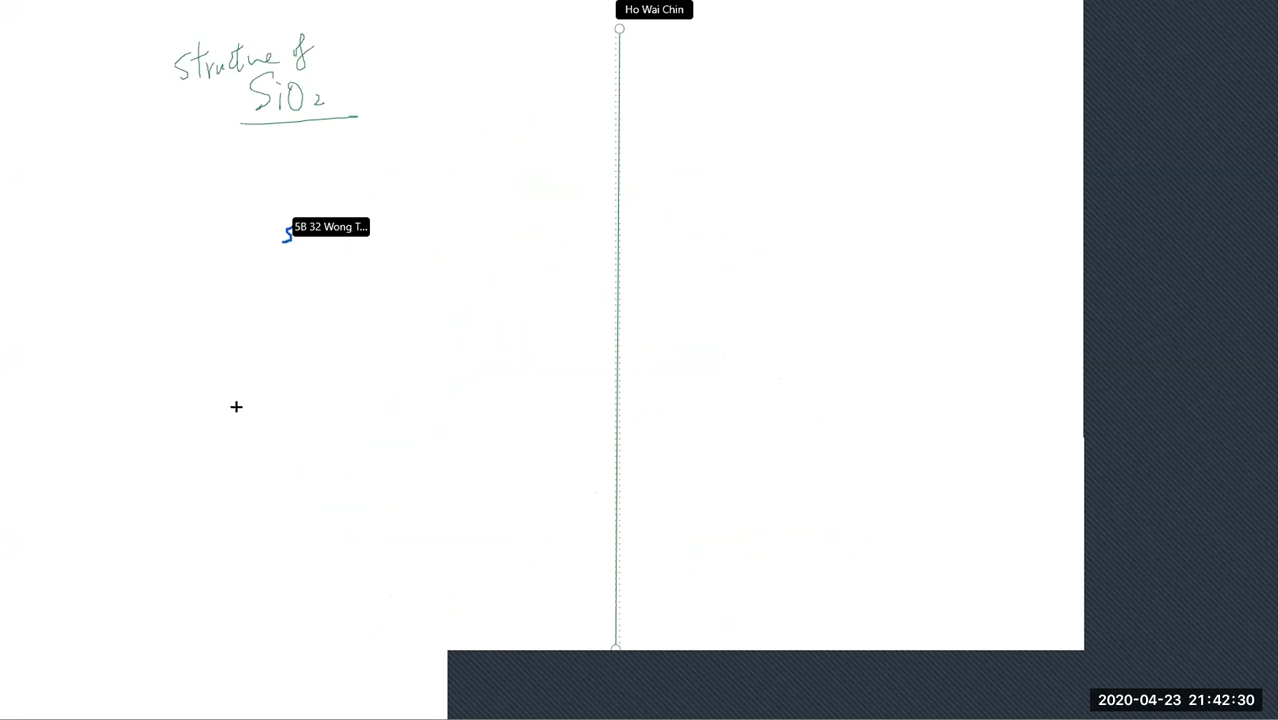 Ho Wai Chin
Structure of
SiO2
5B 32 Wong T...
S
2020-04-23 21:42:30